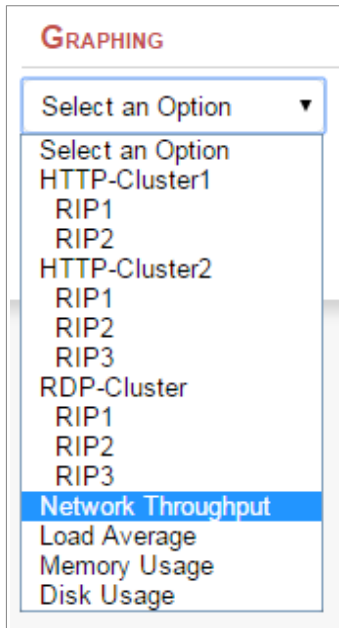 GRAPHING
Select an Option
Select an Option
HTTP-Cluster1
RIP1
RIP2
HTTP-Cluster2
RIP1
RIP2
RIP3
RDP-Cluster
RIP1
RIP2
RIP3
Network Throughput
Load Average
Memory Usage
Disk Usage